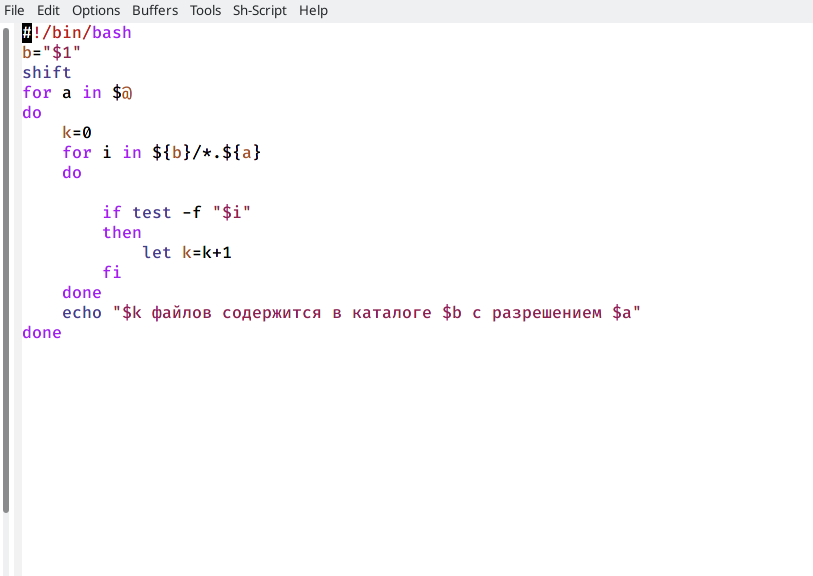 File Edit Options Buffers Tools Sh-Script Help
#!/bin/bash
b="$1"
shift
for a in $@
do
    k=0
    for i in ${b}/*.${a}
    do

        if test -f "$i"
        then
            let k=k+1
        fi
    done
    echo "$k файлов содержится в каталоге $b с разрешением $a"
done